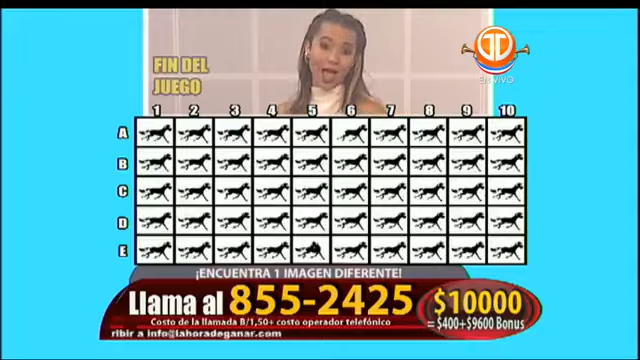 EN VIVO
FIN DEL
JUEGO
1 2 3 4 5 6 7 8 9 10
A
B
C
D
E
¡ENCUENTRA 1 IMAGEN DIFERENTE!
Llama al 855-2425
$10000
Costo de la llamada B/1,50+ costo operador telefónico
= $400+$9600 Bonus
ribir a info@lahoradeganar.com